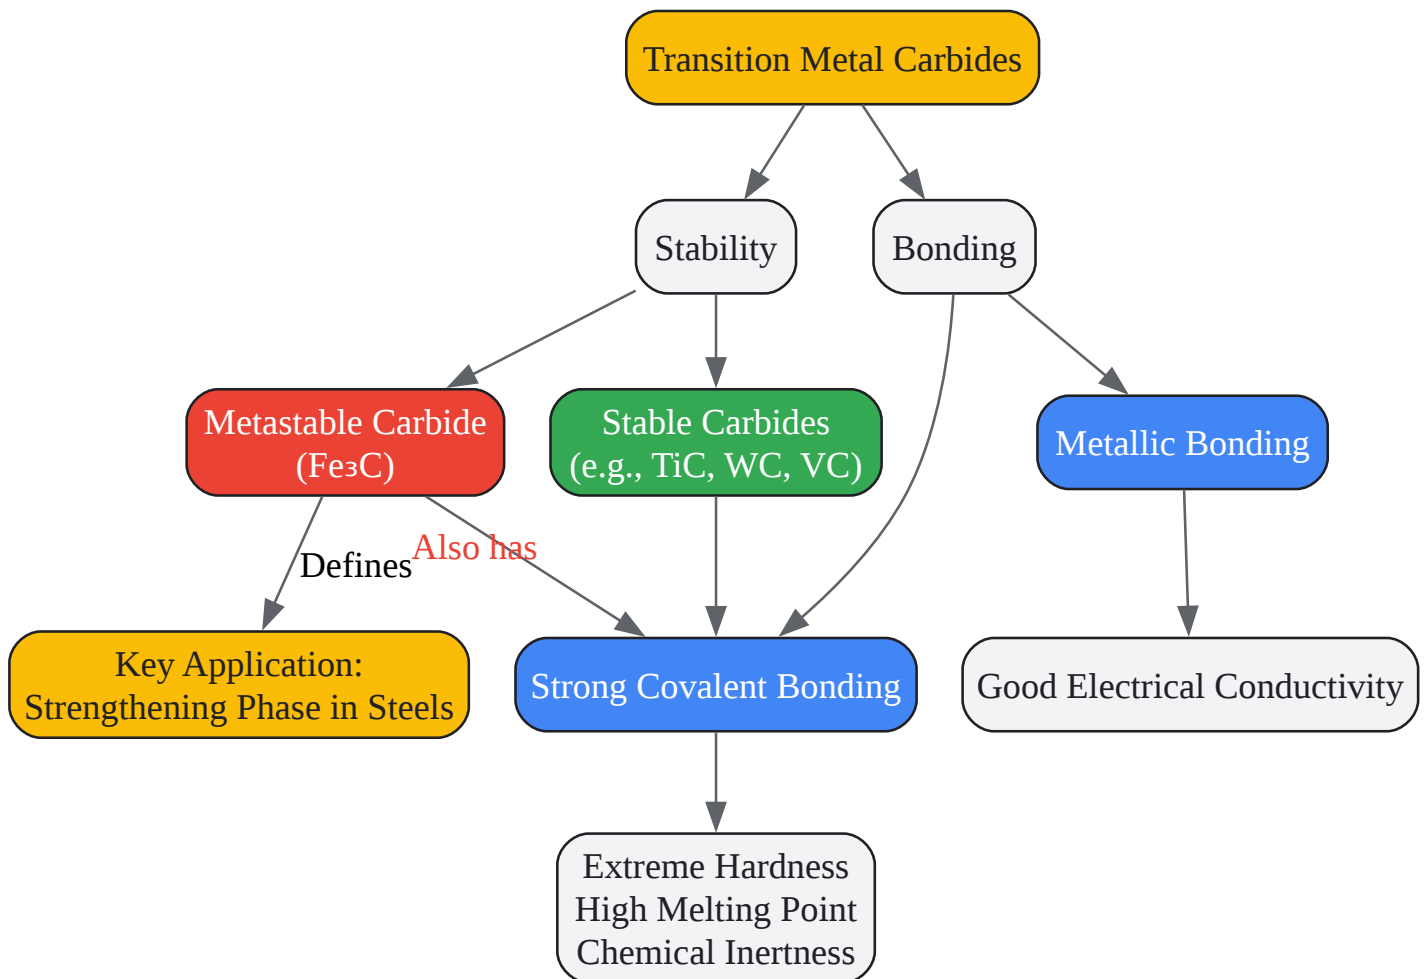 Transition Metal Carbides
Stability
Bonding
Metastable Carbide
(Fe₃C)
Stable Carbides
(e.g., TiC, WC, VC)
Metallic Bonding
Defines
Also has
Key Application:
Strengthening Phase in Steels
Strong Covalent Bonding
Good Electrical Conductivity
Extreme Hardness
High Melting Point
Chemical Inertness